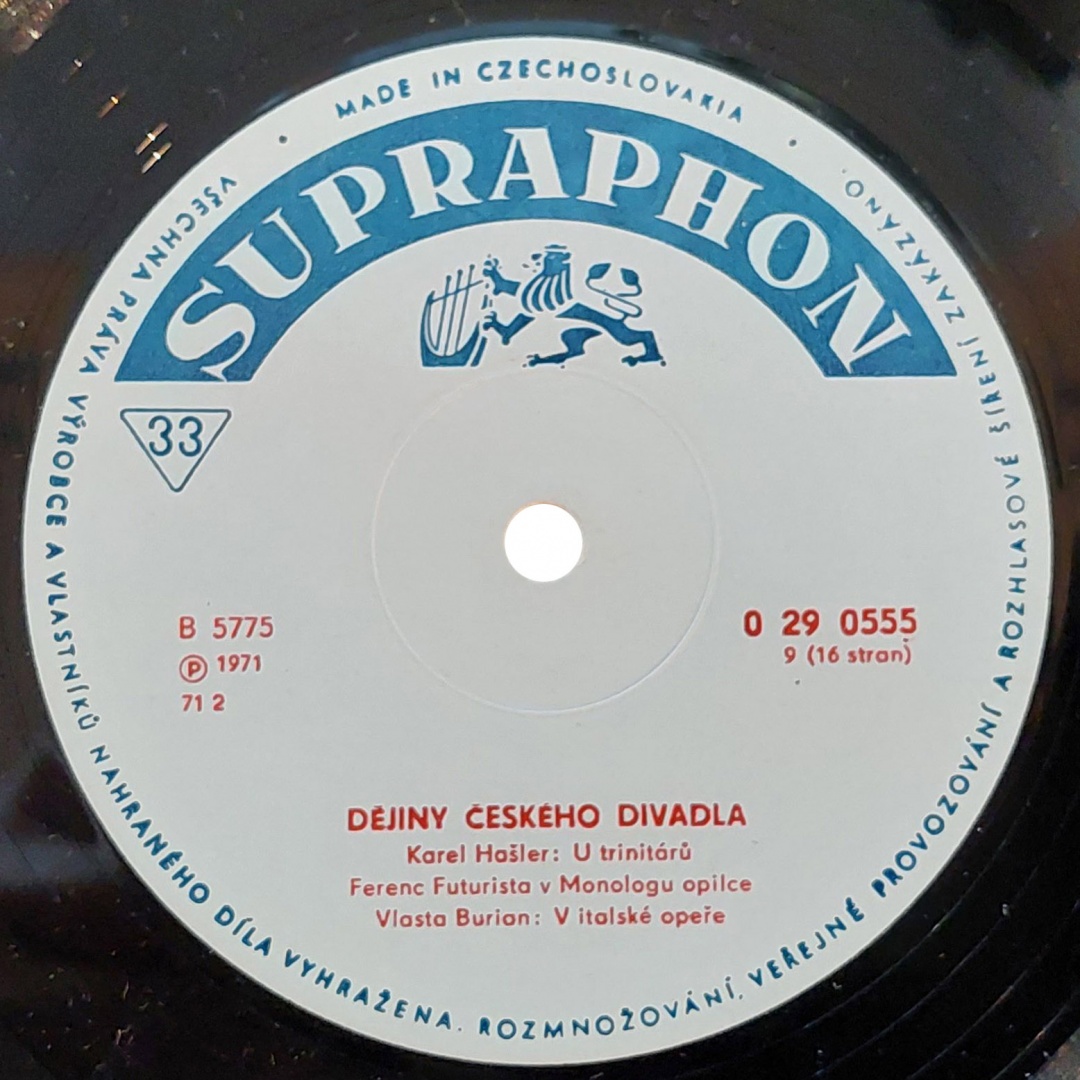 MADE IN CZECHOSLOVAKIA
SUPRAPHON
33
B 5775
Ⓟ 1971
71 2
0 29 0555
9 (16 stran)
DĚJINY ČESKÉHO DIVADLA
Karel Hašler: U trinitárů
Ferenc Futurista v Monologu opilce
Vlasta Burian: V italské opeře
VŠECHNA PRÁVA VÝROBCE A VLASTNÍKŮ NAHRANÉHO DÍLA VYHRAŽENA. ROZMNOŽOVÁNÍ, VEŘEJNÉ PROVOZOVÁNÍ A ROZHLASOVÉ ŠÍŘENÍ ZAKÁZÁNO.